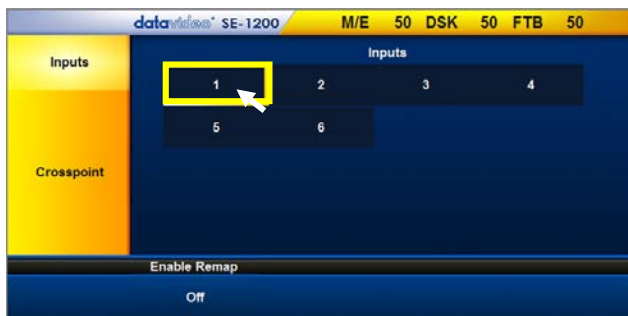 datavideo® SE-1200 M/E 50 DSK 50 FTB 50
Inputs
Inputs
1 2 3 4
5 6
Crosspoint
Enable Remap
Off